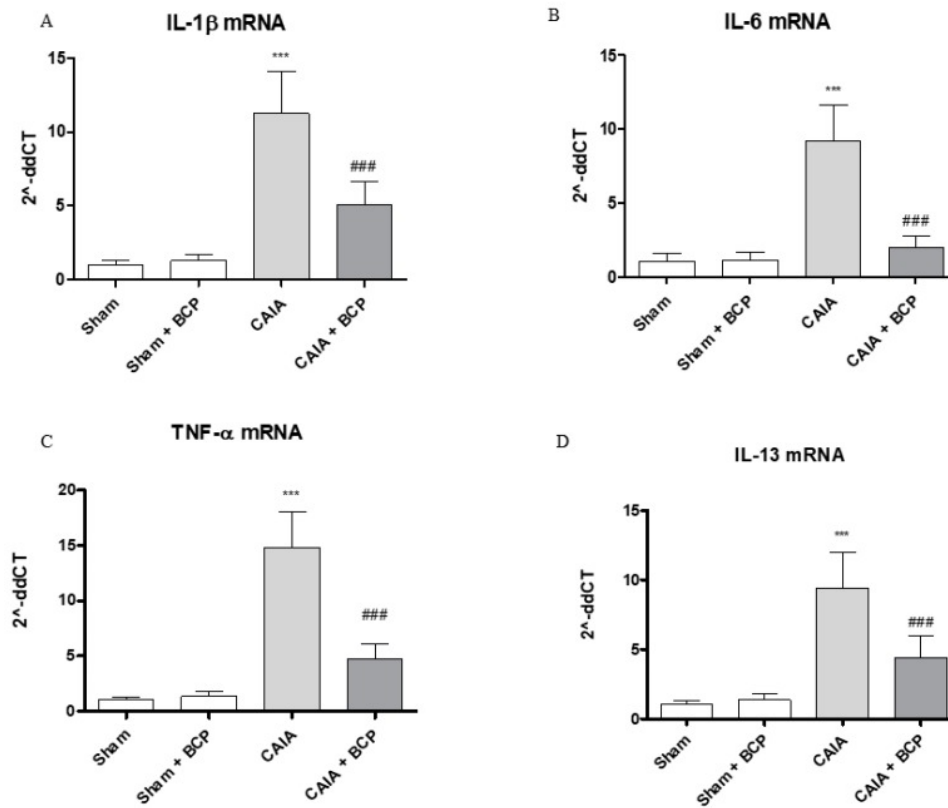 A
IL-1β mRNA
2^-ddCT
15
***
10
###
5
0
Sham
Sham + BCP
CAIA
CAIA + BCP
B
IL-6 mRNA
2^-ddCT
15
***
10
5
###
0
Sham
Sham + BCP
CAIA
CAIA + BCP
C
TNF-α mRNA
2^-ddCT
20
***
15
10
###
5
0
Sham
Sham + BCP
CAIA
CAIA + BCP
D
IL-13 mRNA
2^-ddCT
15
***
10
###
5
0
Sham
Sham + BCP
CAIA
CAIA + BCP